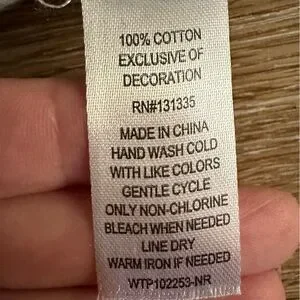 100% COTTON
EXCLUSIVE OF
DECORATION
RN#131335
MADE IN CHINA
HAND WASH COLD
WITH LIKE COLORS
GENTLE CYCLE
ONLY NON-CHLORINE
BLEACH WHEN NEEDED
LINE DRY
WARM IRON IF NEEDED
WTP102253-NR